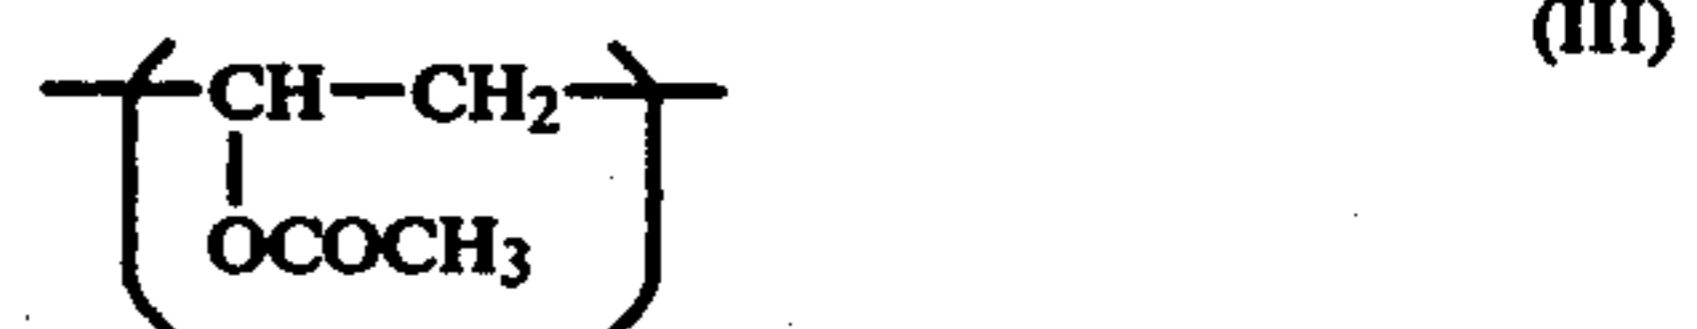 (III)
CH—CH₂
OCOCH₃